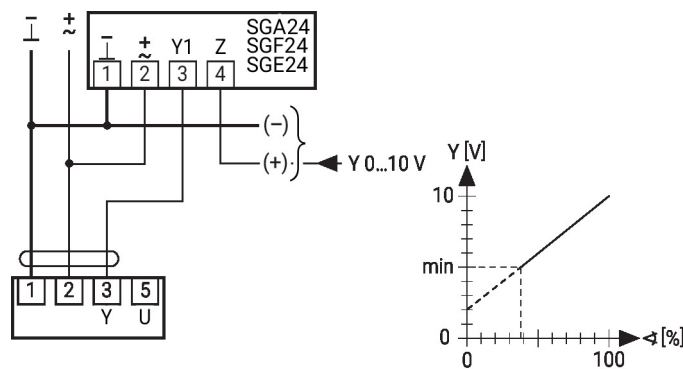 − +
~
SGA24
SGF24
SGE24
− + Y1 Z
~
1 2 3 4
(−)
(+) Y 0...10 V
1 2 3 5
Y U
Y [V]
10
min
0
0 100
∢ [%]